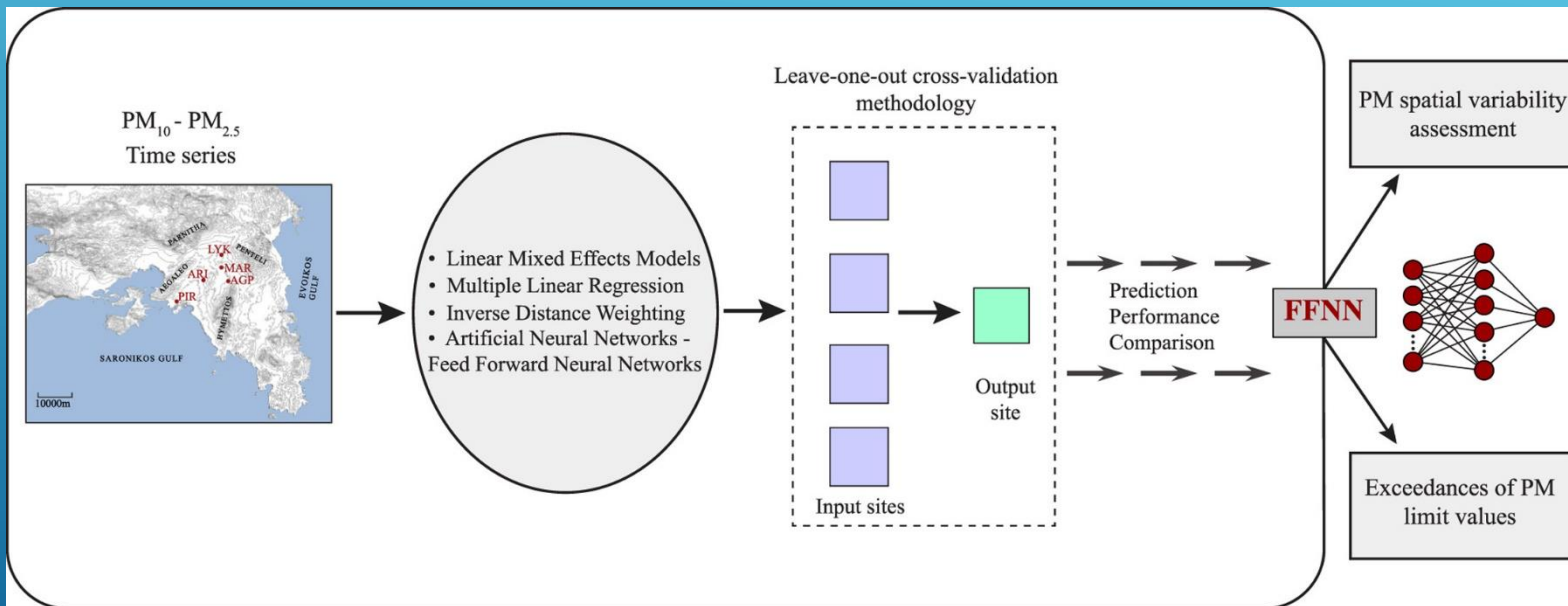 PM₁₀ - PM₂.₅
Time series
PARNITHA
LYK
PENTELI
MAR
ARI
AGP
AEGALEO
PIR
HYMETTOS
EVOIKOS
GULF
SARONIKOS GULF
10000m
• Linear Mixed Effects Models
• Multiple Linear Regression
• Inverse Distance Weighting
• Artificial Neural Networks -
Feed Forward Neural Networks
Leave-one-out cross-validation
methodology
Input sites
Output
site
Prediction
Performance
Comparison
FFNN
PM spatial variability
assessment
Exceedances of PM
limit values